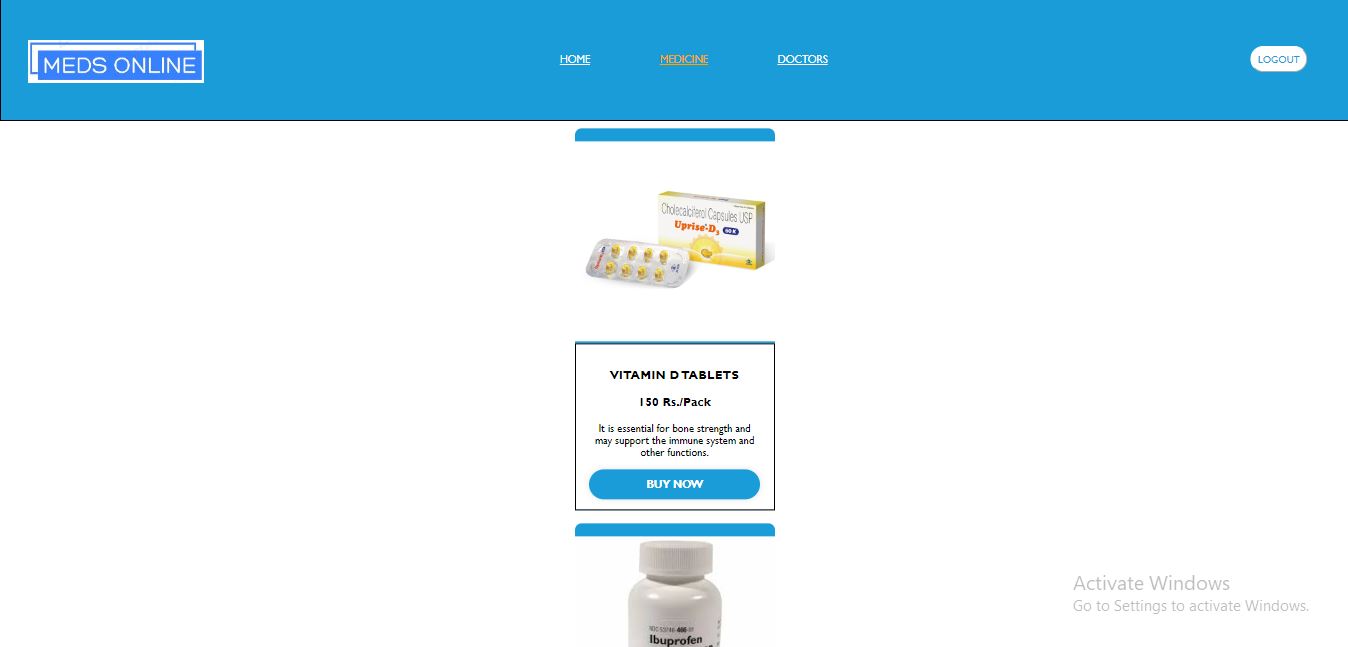 MEDS ONLINE
HOME
MEDICINE
DOCTORS
LOGOUT
Cholecalciferol Capsules USP
Uprise-D3 60K
VITAMIN D TABLETS
150 Rs./Pack
It is essential for bone strength and
may support the immune system and
other functions.
BUY NOW
Ibuprofen
Activate Windows
Go to Settings to activate Windows.